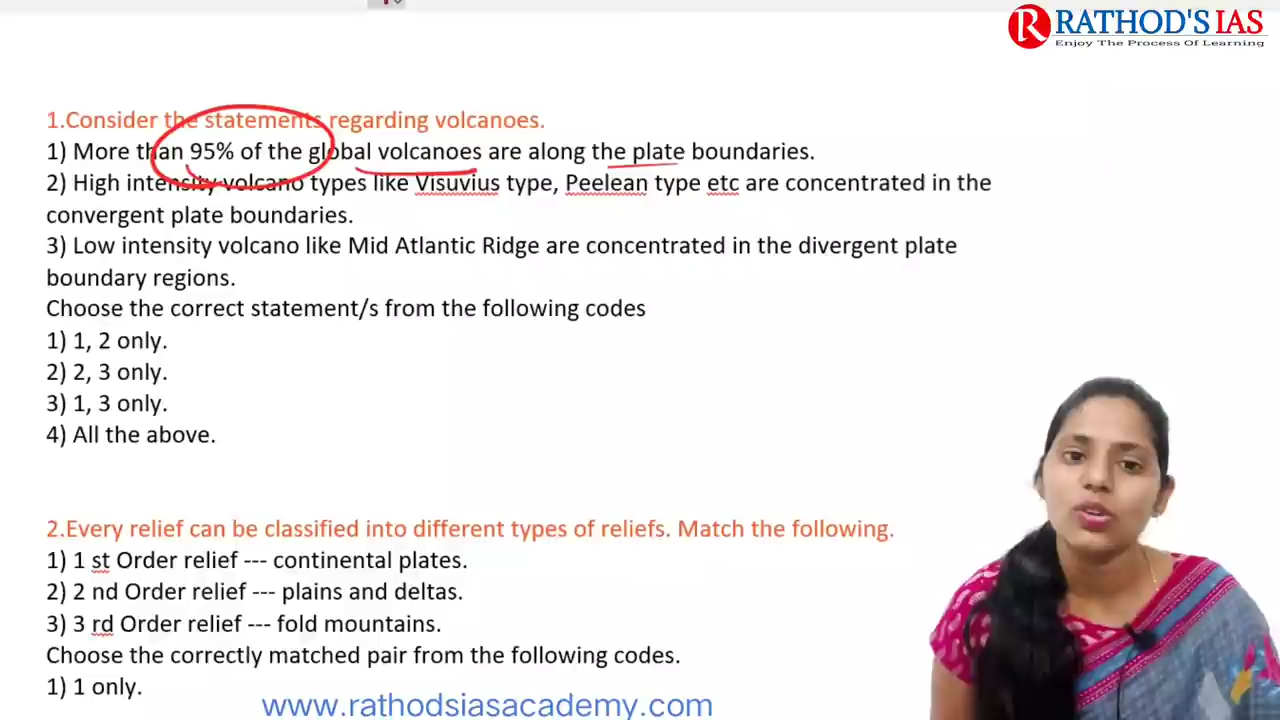 RATHOD'S IAS
Enjoy The Process Of Learning
1.Consider the statements regarding volcanoes.
1) More than 95% of the global volcanoes are along the plate boundaries.
2) High intensity volcano types like Visuvius type, Peelean type etc are concentrated in the
convergent plate boundaries.
3) Low intensity volcano like Mid Atlantic Ridge are concentrated in the divergent plate
boundary regions.
Choose the correct statement/s from the following codes
1) 1, 2 only.
2) 2, 3 only.
3) 1, 3 only.
4) All the above.
2.Every relief can be classified into different types of reliefs. Match the following.
1) 1 st Order relief --- continental plates.
2) 2 nd Order relief --- plains and deltas.
3) 3 rd Order relief --- fold mountains.
Choose the correctly matched pair from the following codes.
1) 1 only.
www.rathodsiasacademy.com